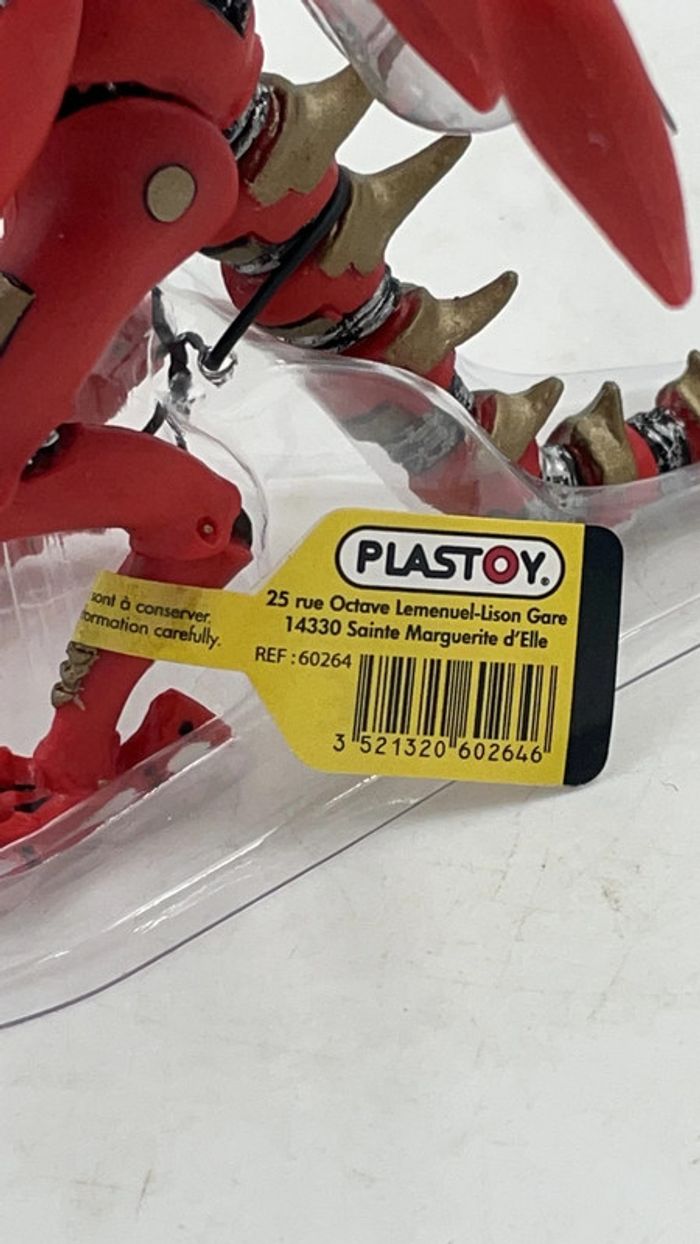 PLASTOY®
25 rue Octave Lemenuel-Lison Gare
14330 Sainte Marguerite d'Elle
REF : 60264
3 521320 602646
sont à conserver.
ormation carefully.